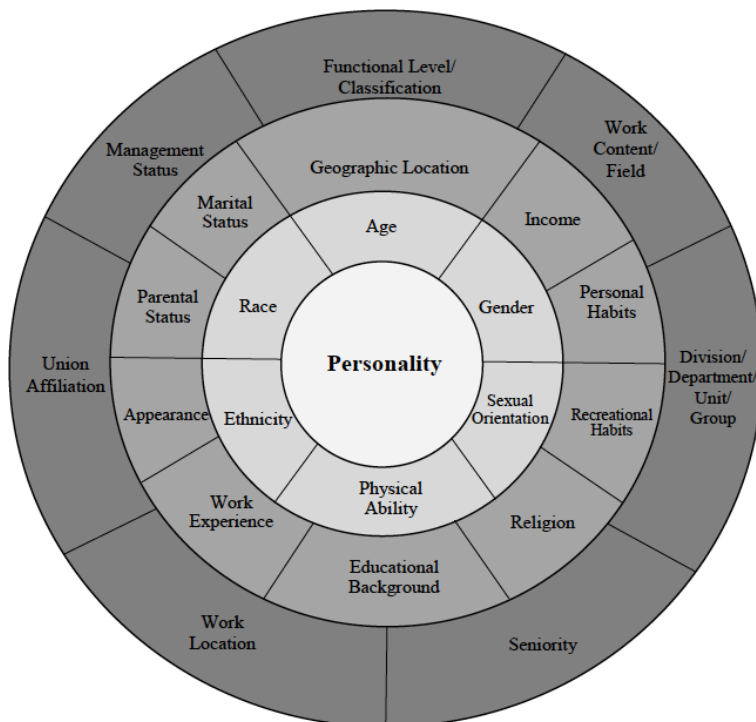 Functional Level/
Classification
Work
Content/
Field
Management
Status
Geographic Location
Marital
Status
Income
Age
Parental
Status
Race
Gender
Personal
Habits
Personality
Union
Affiliation
Division/
Department/
Unit/
Group
Appearance
Ethnicity
Sexual
Orientation
Recreational
Habits
Physical
Ability
Work
Experience
Religion
Educational
Background
Work
Location
Seniority